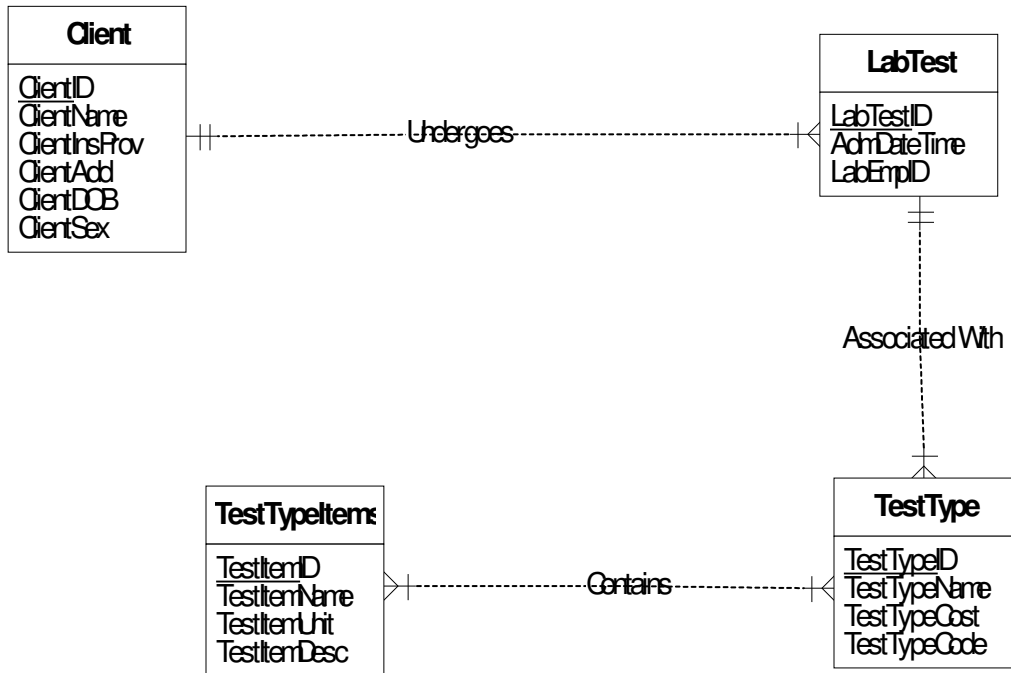 Client
ClientID
ClientName
ClientInsProv
ClientAdd
ClientDOB
ClientSex
Undergoes
LabTest
LabTestID
AdmDateTime
LabEmpID
Associated With
TestTypeItems
TestItemID
TestItemName
TestItemUnit
TestItemDesc
Contains
TestType
TestTypeID
TestTypeName
TestTypeCost
TestTypeCode